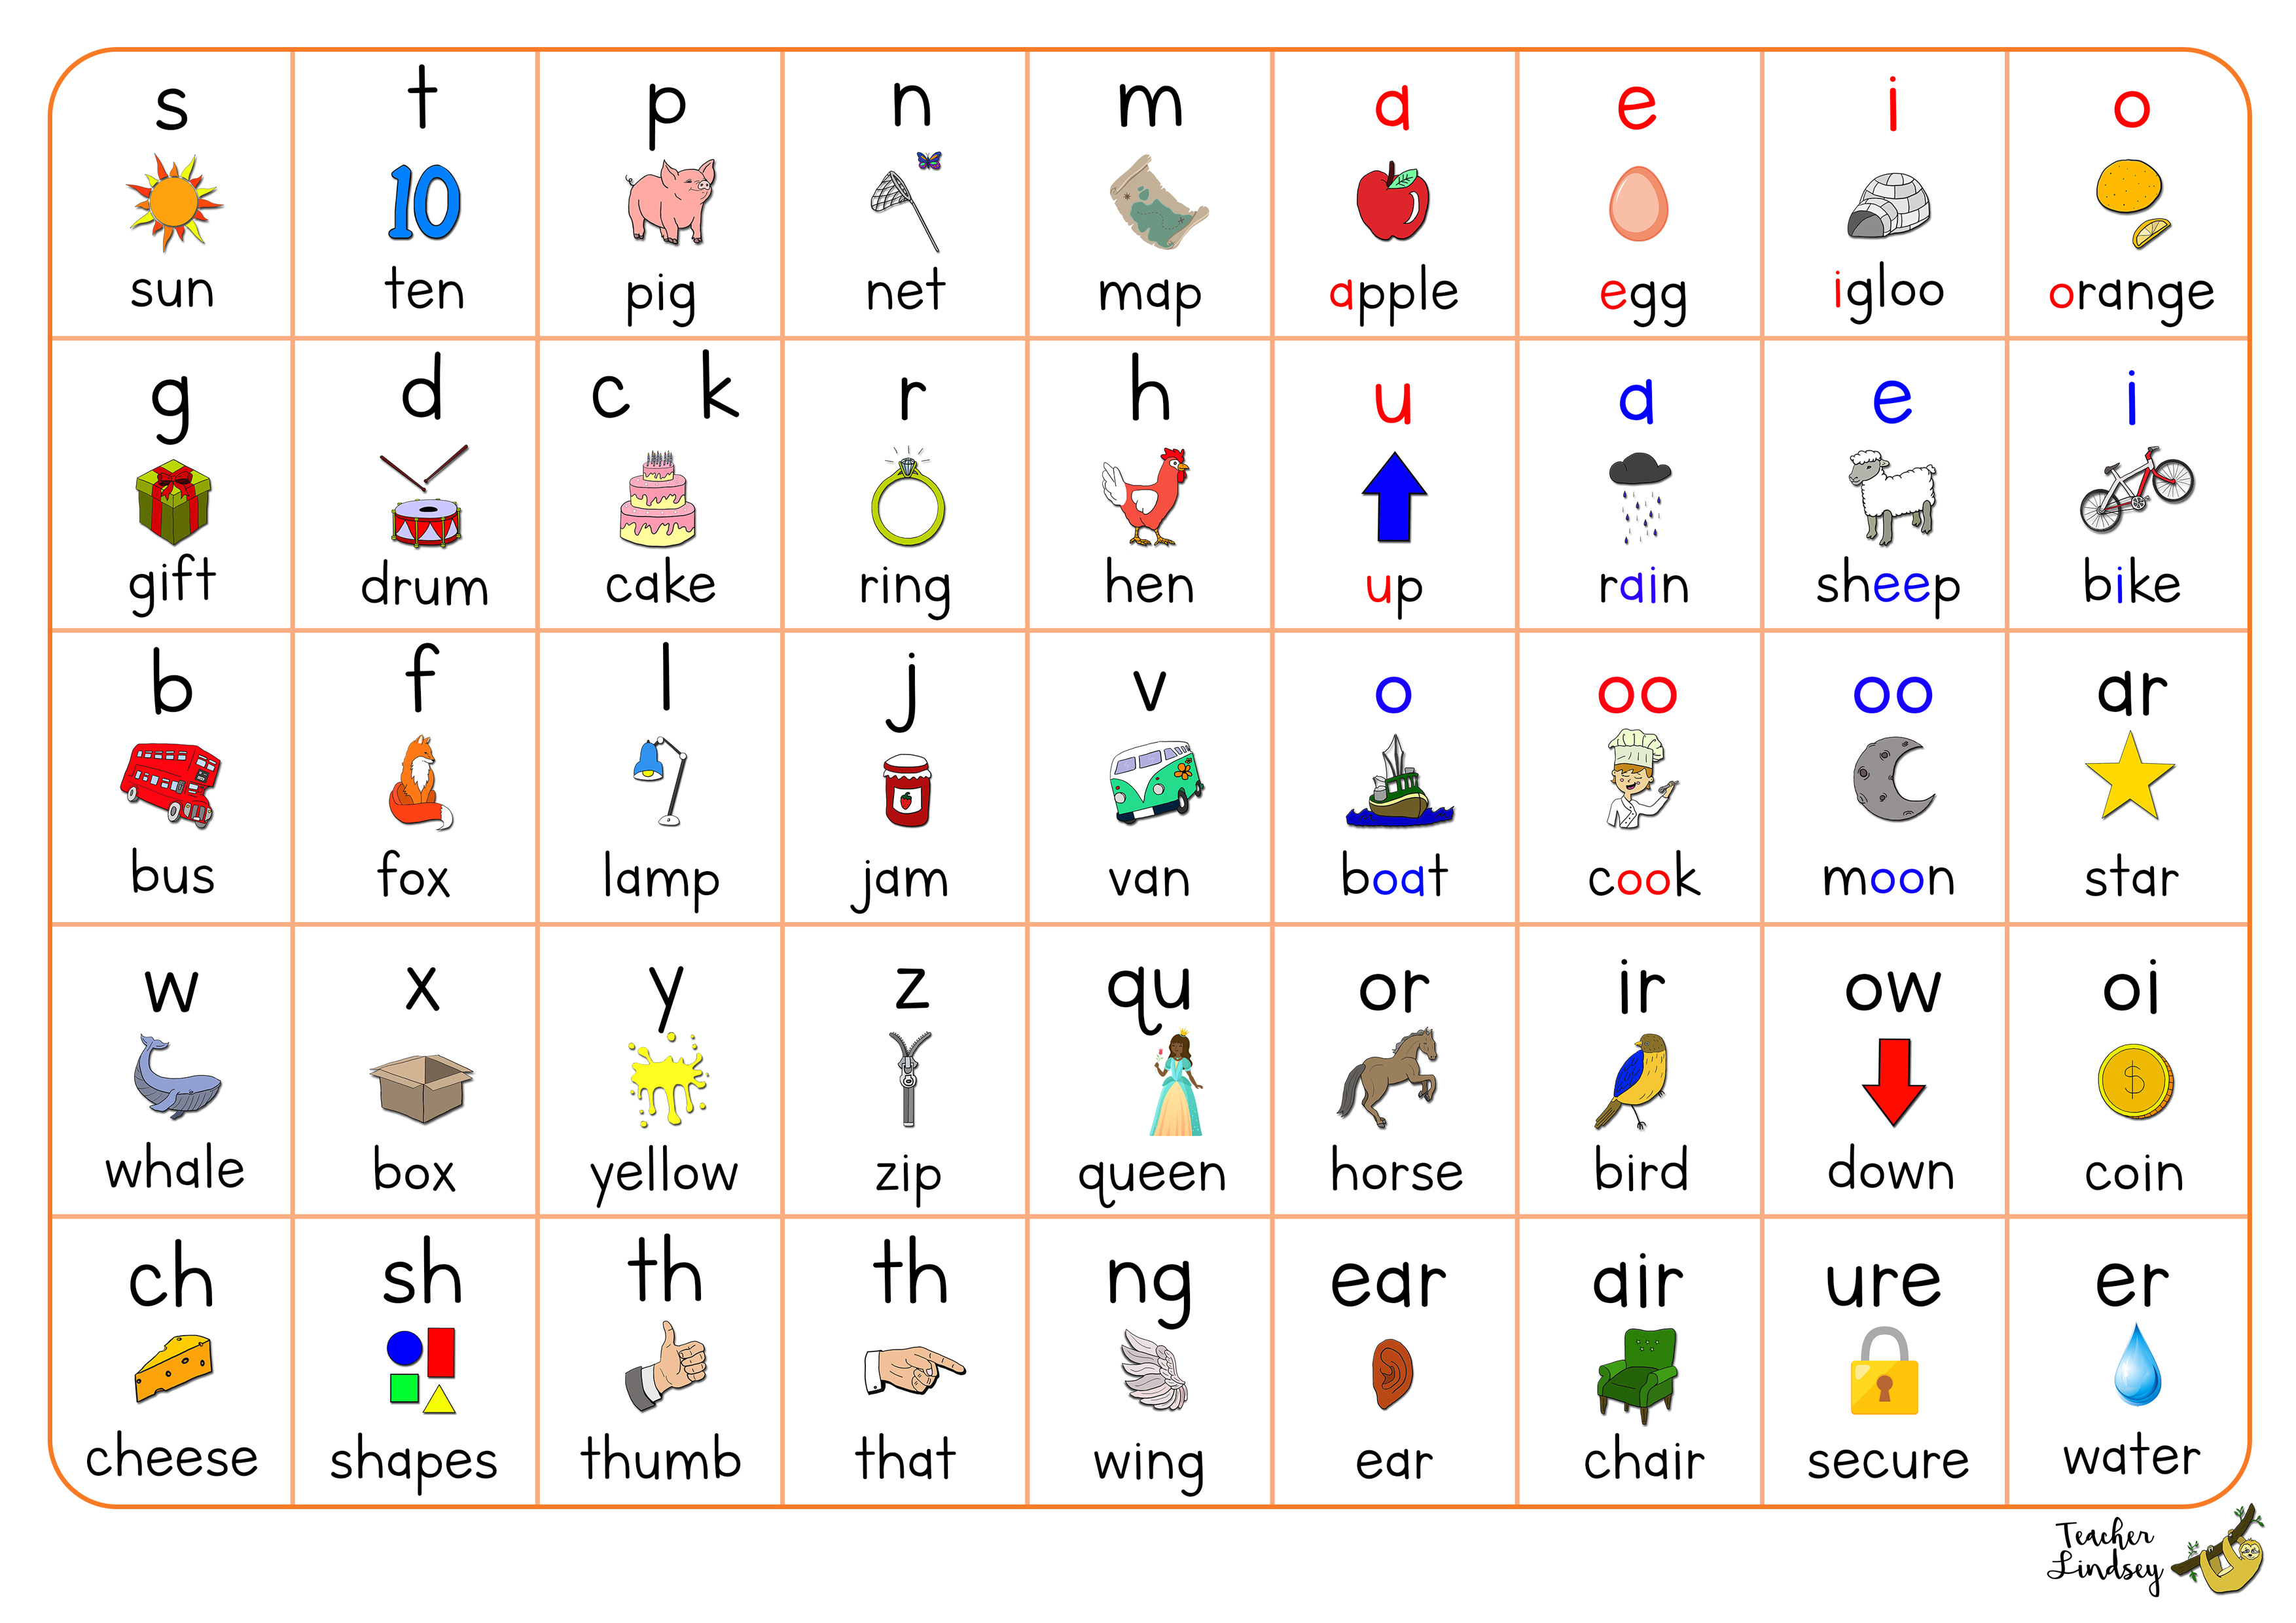 s t p n m a e i o
10
sun ten pig net map apple egg igloo orange
g d c k r h u a e i
gift drum cake ring hen up rain sheep bike
b f l j v o oo oo ar
bus fox lamp jam van boat cook moon star
w x y z qu or ir ow oi
$
whale box yellow zip queen horse bird down coin
ch sh th th ng ear air ure er
cheese shapes thumb that wing ear chair secure water
Teacher
Lindsey